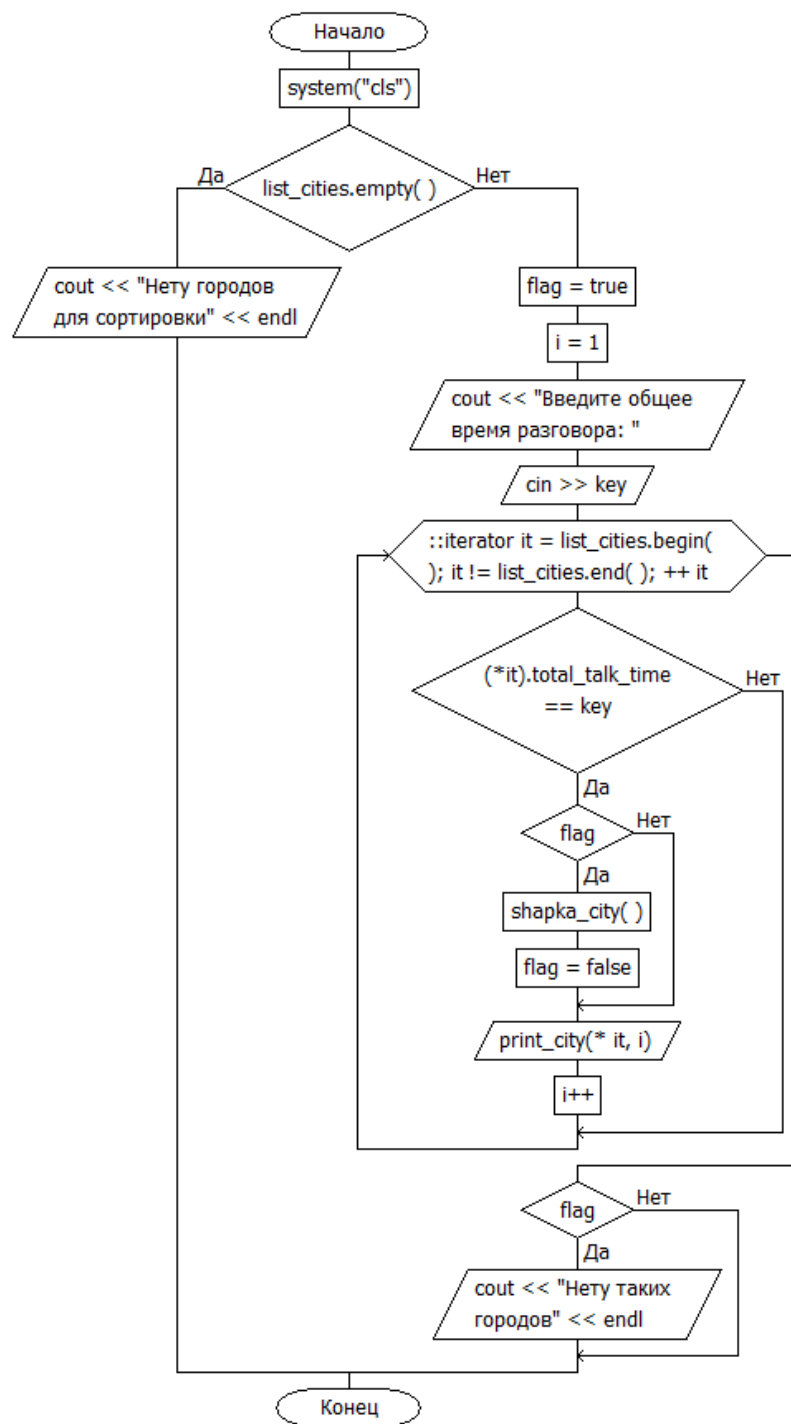 Начало
system("cls")
Да
list_cities.empty( )
Нет
cout << "Нету городов
для сортировки" << endl
flag = true
i = 1
cout << "Введите общее
время разговора: "
cin >> key
::iterator it = list_cities.begin(
); it != list_cities.end( ); ++ it
(*it).total_talk_time
== key
Нет
Да
flag
Нет
Да
shapka_city( )
flag = false
print_city(* it, i)
i++
flag
Нет
Да
cout << "Нету таких
городов" << endl
Конец